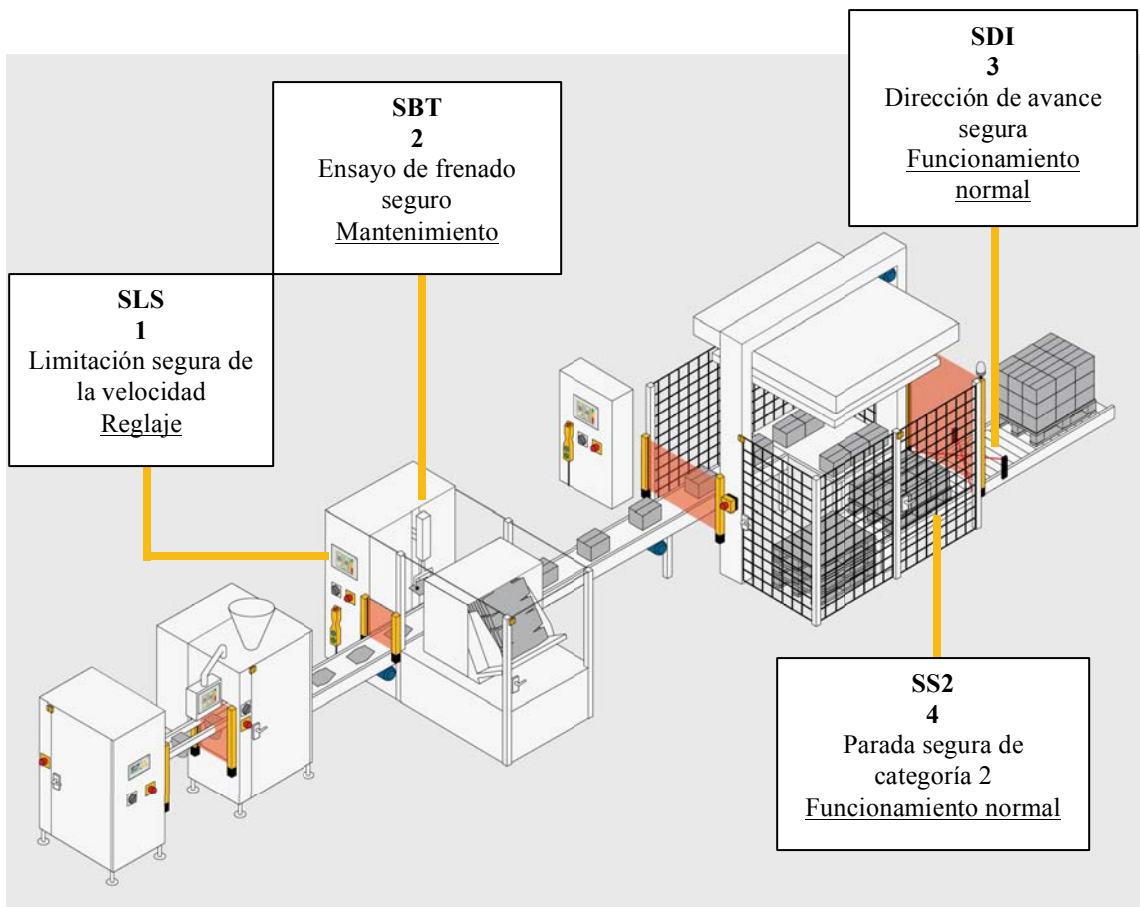 SLS
1
Limitación segura de
la velocidad
Reglaje
SBT
2
Ensayo de frenado
seguro
Mantenimiento
SDI
3
Dirección de avance
segura
Funcionamiento
normal
SS2
4
Parada segura de
categoría 2
Funcionamiento normal